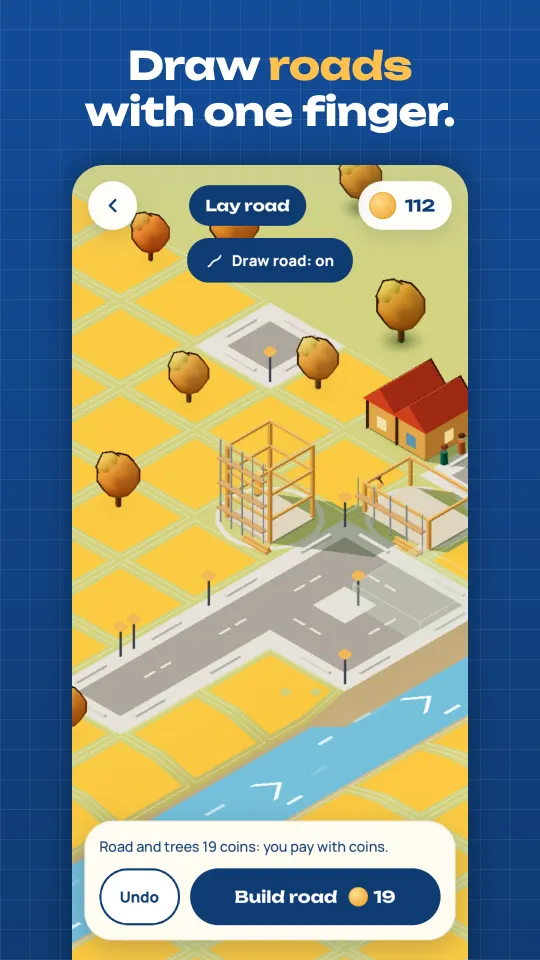 Draw roads
with one finger.
Lay road
112
Draw road: on
Road and trees 19 coins: you pay with coins.
Undo
Build road 19